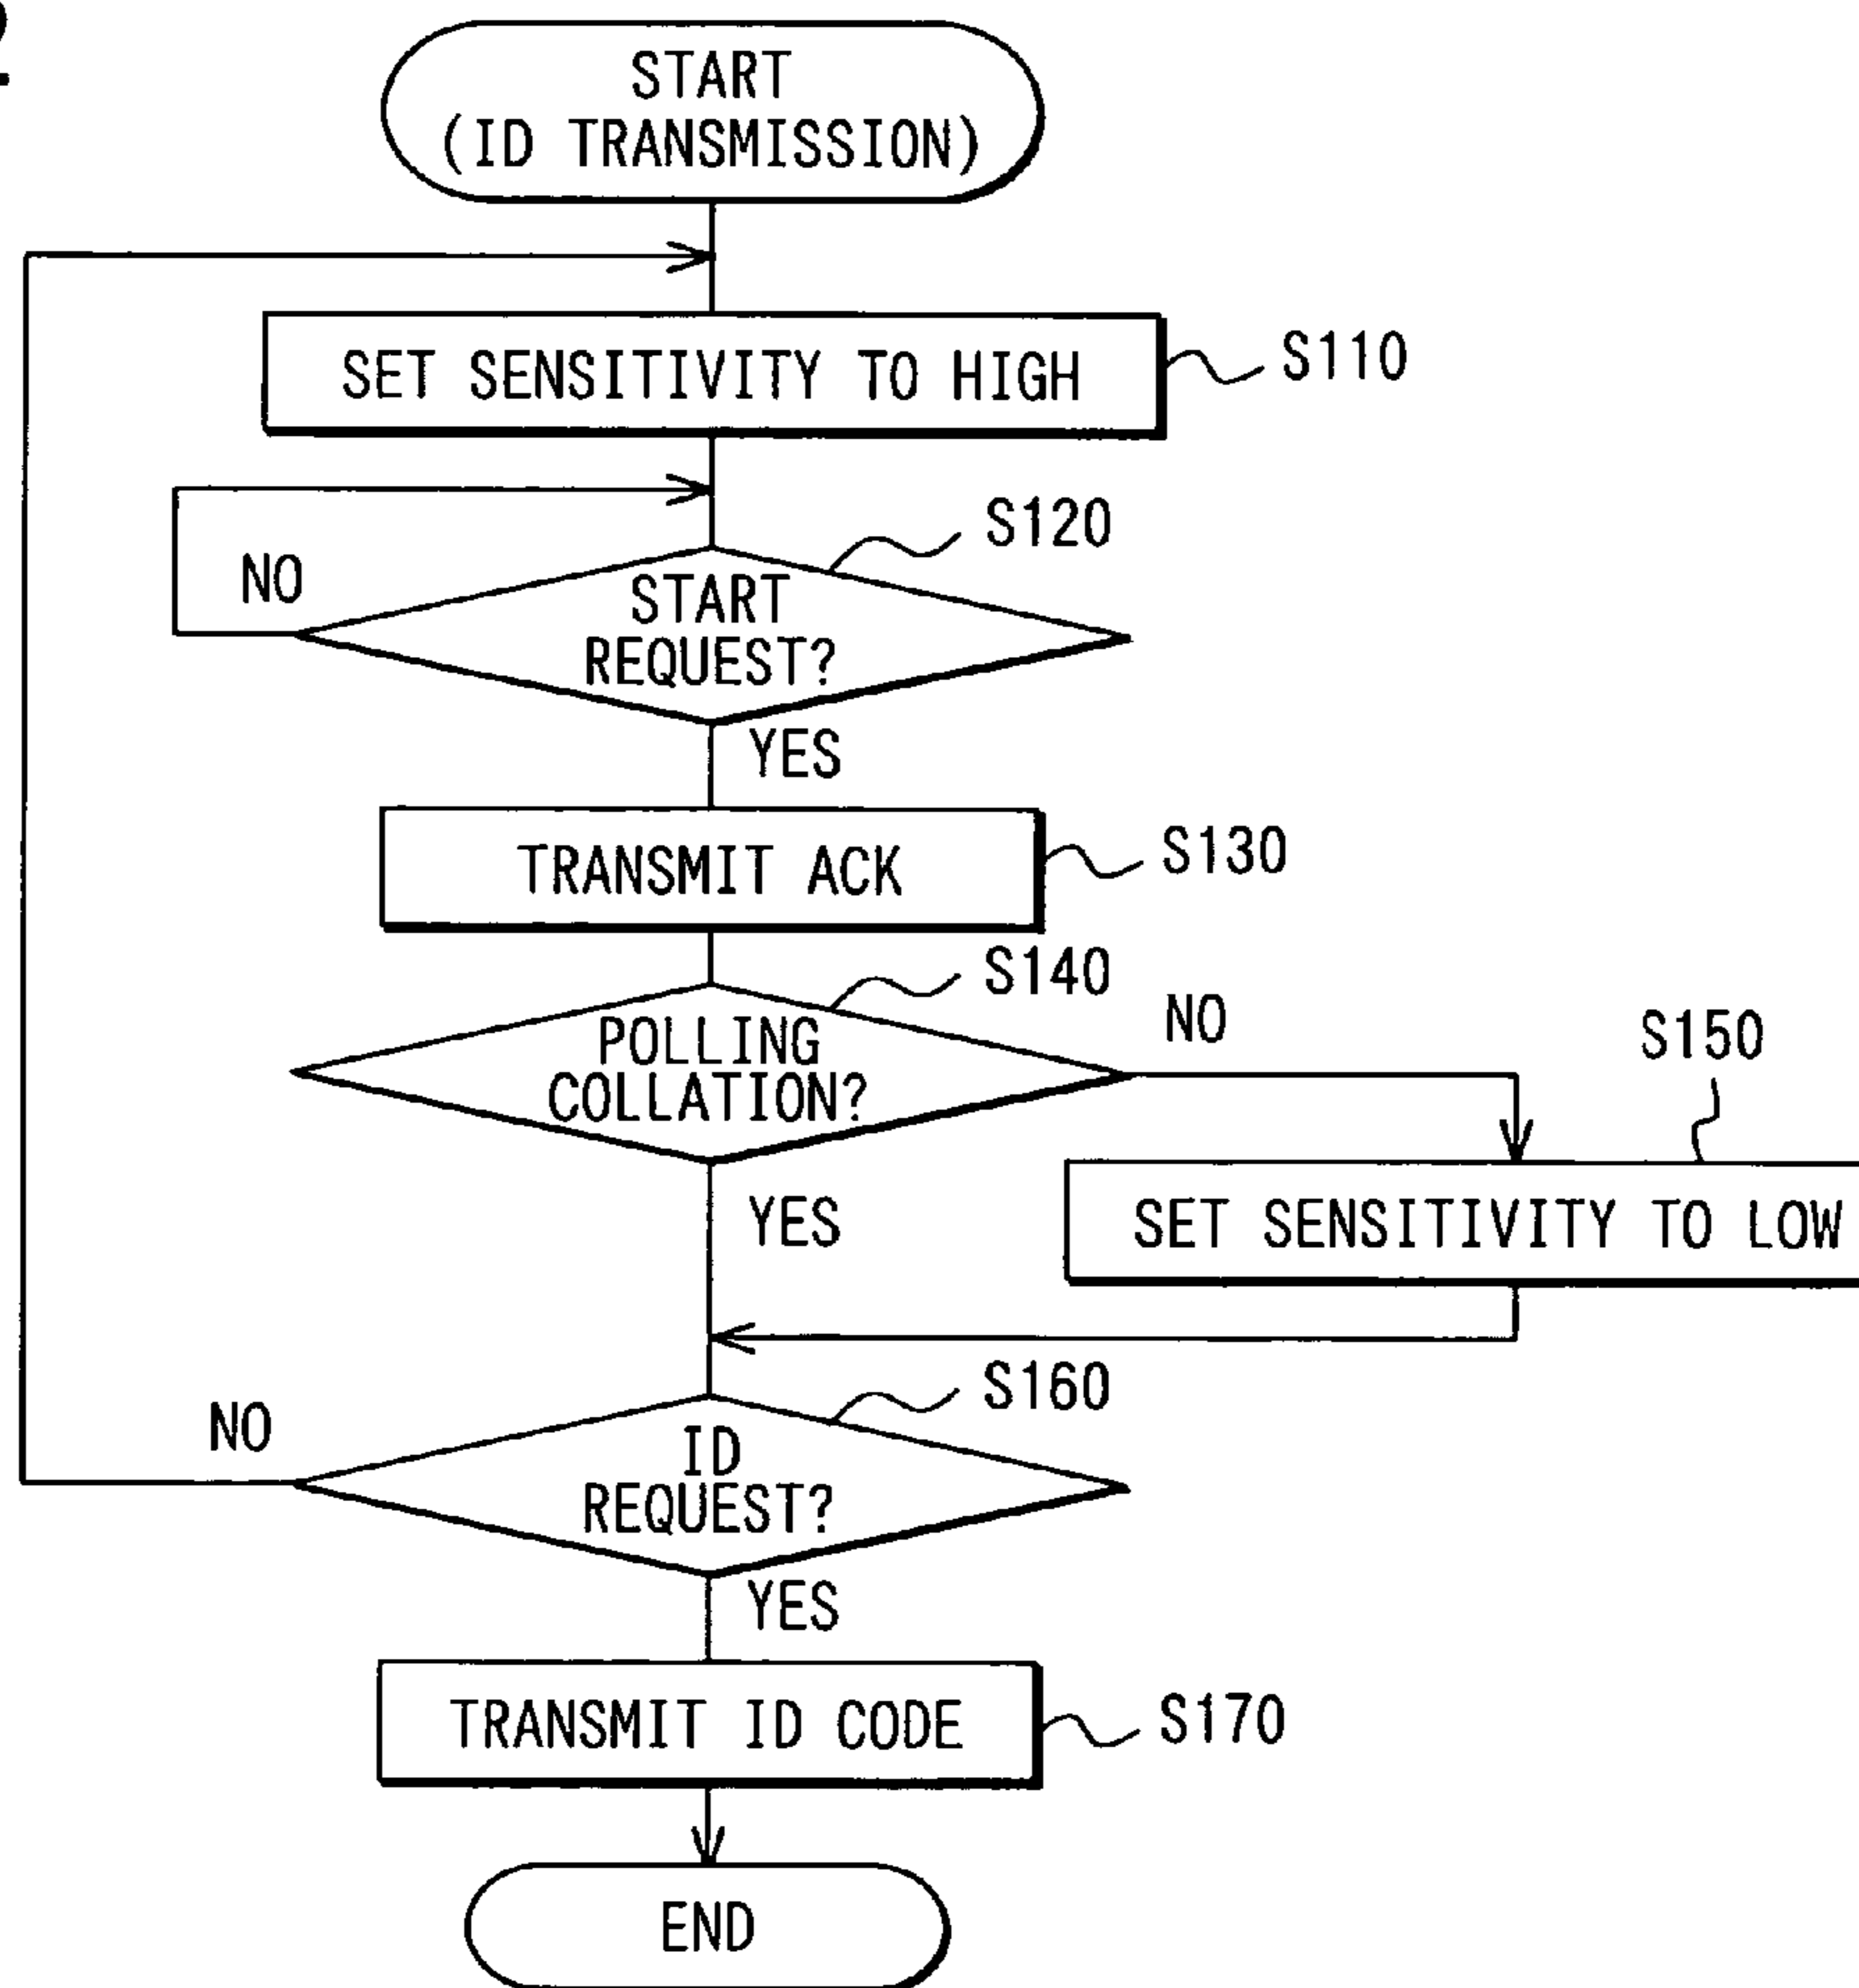 START
(ID TRANSMISSION)
SET SENSITIVITY TO HIGH
S110
S120
NO
START
REQUEST?
YES
TRANSMIT ACK
S130
S140
POLLING
COLLATION?
NO
S150
YES
SET SENSITIVITY TO LOW
S160
NO
ID
REQUEST?
YES
TRANSMIT ID CODE
S170
END